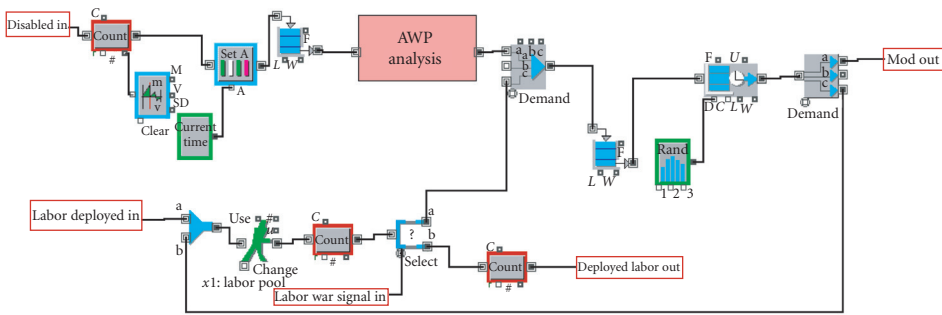 Disabled in
C
Count
#
M
m
V
v
SD
Clear
Set A
A
Current
time
F
L W
AWP
analysis
a b c
a
b
c
Demand
F
L W
F U
D C L W
Rand
1 2 3
a
b
c
Demand
Mod out
Labor deployed in
a
b
Use #
u
Change
x1: labor pool
C
Count
#
?
a
b
Select
Labor war signal in
C
Count
#
Deployed labor out